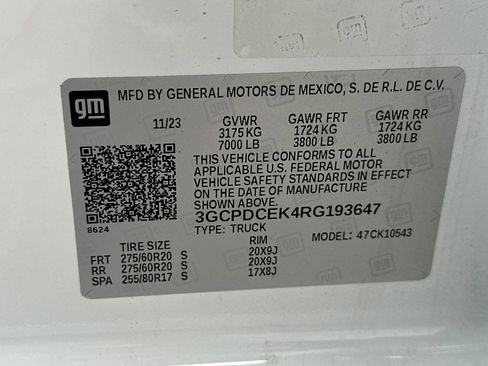 gm MFD BY GENERAL MOTORS DE MEXICO, S. DE R.L. DE C.V.
11/23 GVWR GAWR FRT GAWR RR
3175 KG 1724 KG 1724 KG
7000 LB 3800 LB 3800 LB
THIS VEHICLE CONFORMS TO ALL
APPLICABLE U.S. FEDERAL MOTOR
VEHICLE SAFETY STANDARDS IN EFFECT
ON THE DATE OF MANUFACTURE
SHOWN ABOVE.
3GCPDCEK4RG193647
8624 TYPE: TRUCK MODEL: 47CK10543
TIRE SIZE RIM
FRT 275/60R20 S 20X9J
RR 275/60R20 S 20X9J
SPA 255/80R17 S 17X8J